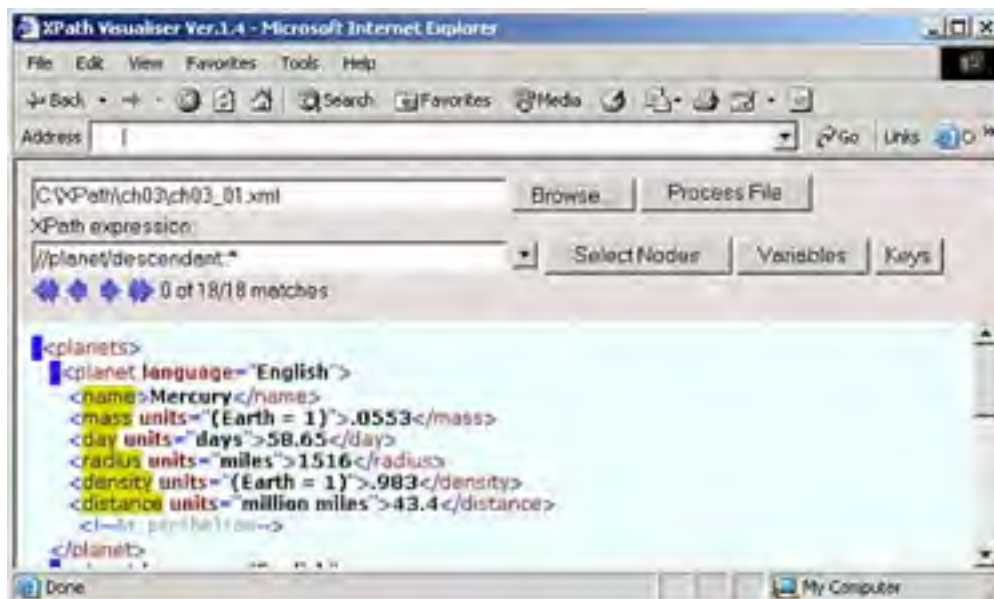 XPath Visualiser Ver.1.4 - Microsoft Internet Explorer
File Edit View Favorites Tools Help
Back Search Favorites Media
Address Go Links
C:\XPath\ch03\ch03_01.xml Browse... Process File
XPath expression:
//planet/descendant::* Select Nodes Variables Keys
0 of 18/18 matches
<planets>
<planet language="English">
<name>Mercury</name>
<mass units="(Earth = 1)">.0553</mass>
<day units="days">58.65</day>
<radius units="miles">1516</radius>
<density units="(Earth = 1)">.983</density>
<distance units="million miles">43.4</distance>
<!--At perihelion-->
</planet>
Done My Computer